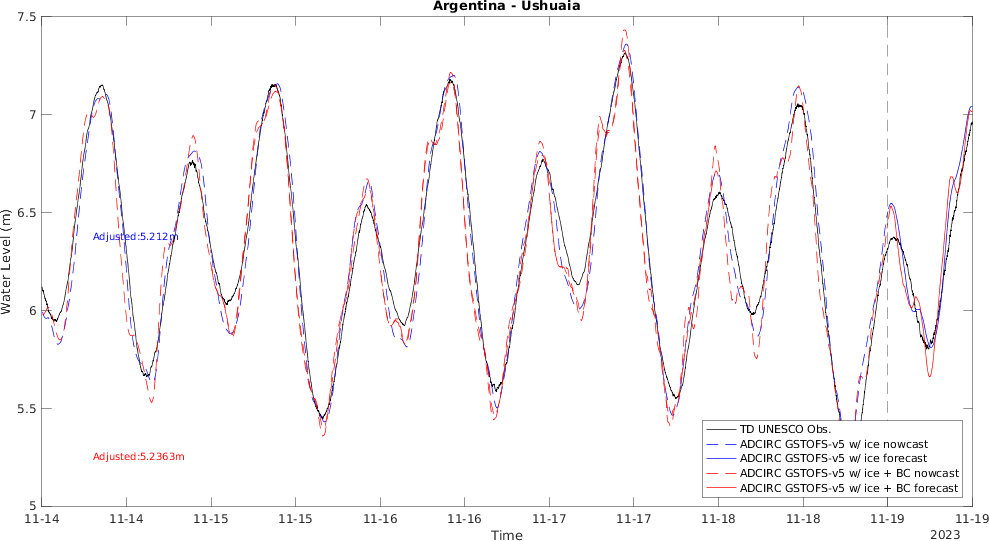 Argentina - Ushuaia
7.5
7
6.5
6
5.5
5
Water Level (m)
Adjusted:5.212m
Adjusted:5.2363m
TD UNESCO Obs.
ADCIRC GSTOFS-v5 w/ ice nowcast
ADCIRC GSTOFS-v5 w/ ice forecast
ADCIRC GSTOFS-v5 w/ ice + BC nowcast
ADCIRC GSTOFS-v5 w/ ice + BC forecast
11-14 11-14 11-15 11-15 11-16 11-16 11-17 11-17 11-18 11-18 11-19 11-19
Time
2023